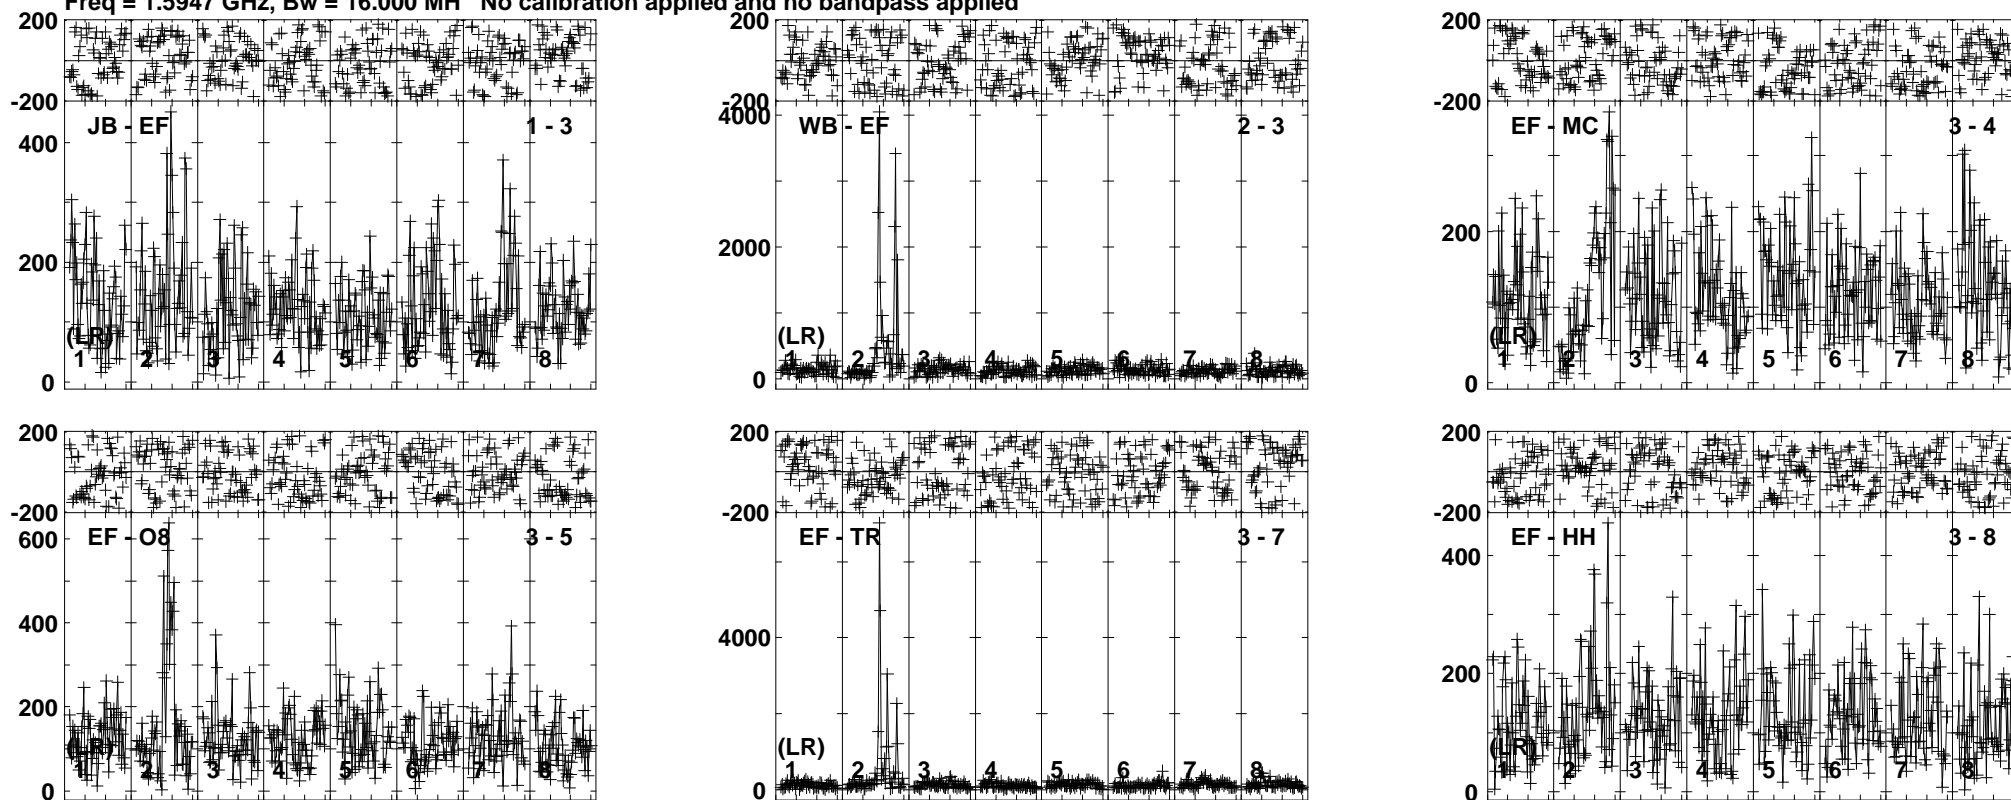 Freq = 1.5947 GHz, Bw = 16.000 MH No calibration applied and no bandpass applied
200
-200
JB - EF 1 - 3
400
200
0
(LR)
1 2 3 4 5 6 7 8
200
-200
WB - EF 2 - 3
4000
2000
0
(LR)
1 2 3 4 5 6 7 8
200
-200
EF - MC 3 - 4
200
0
(LR)
1 2 3 4 5 6 7 8
200
-200
EF - O8 3 - 5
600
400
200
0
(LR)
1 2 3 4 5 6 7 8
200
-200
EF - TR 3 - 7
4000
0
(LR)
1 2 3 4 5 6 7 8
200
-200
EF - HH 3 - 8
400
200
0
(LR)
1 2 3 4 5 6 7 8